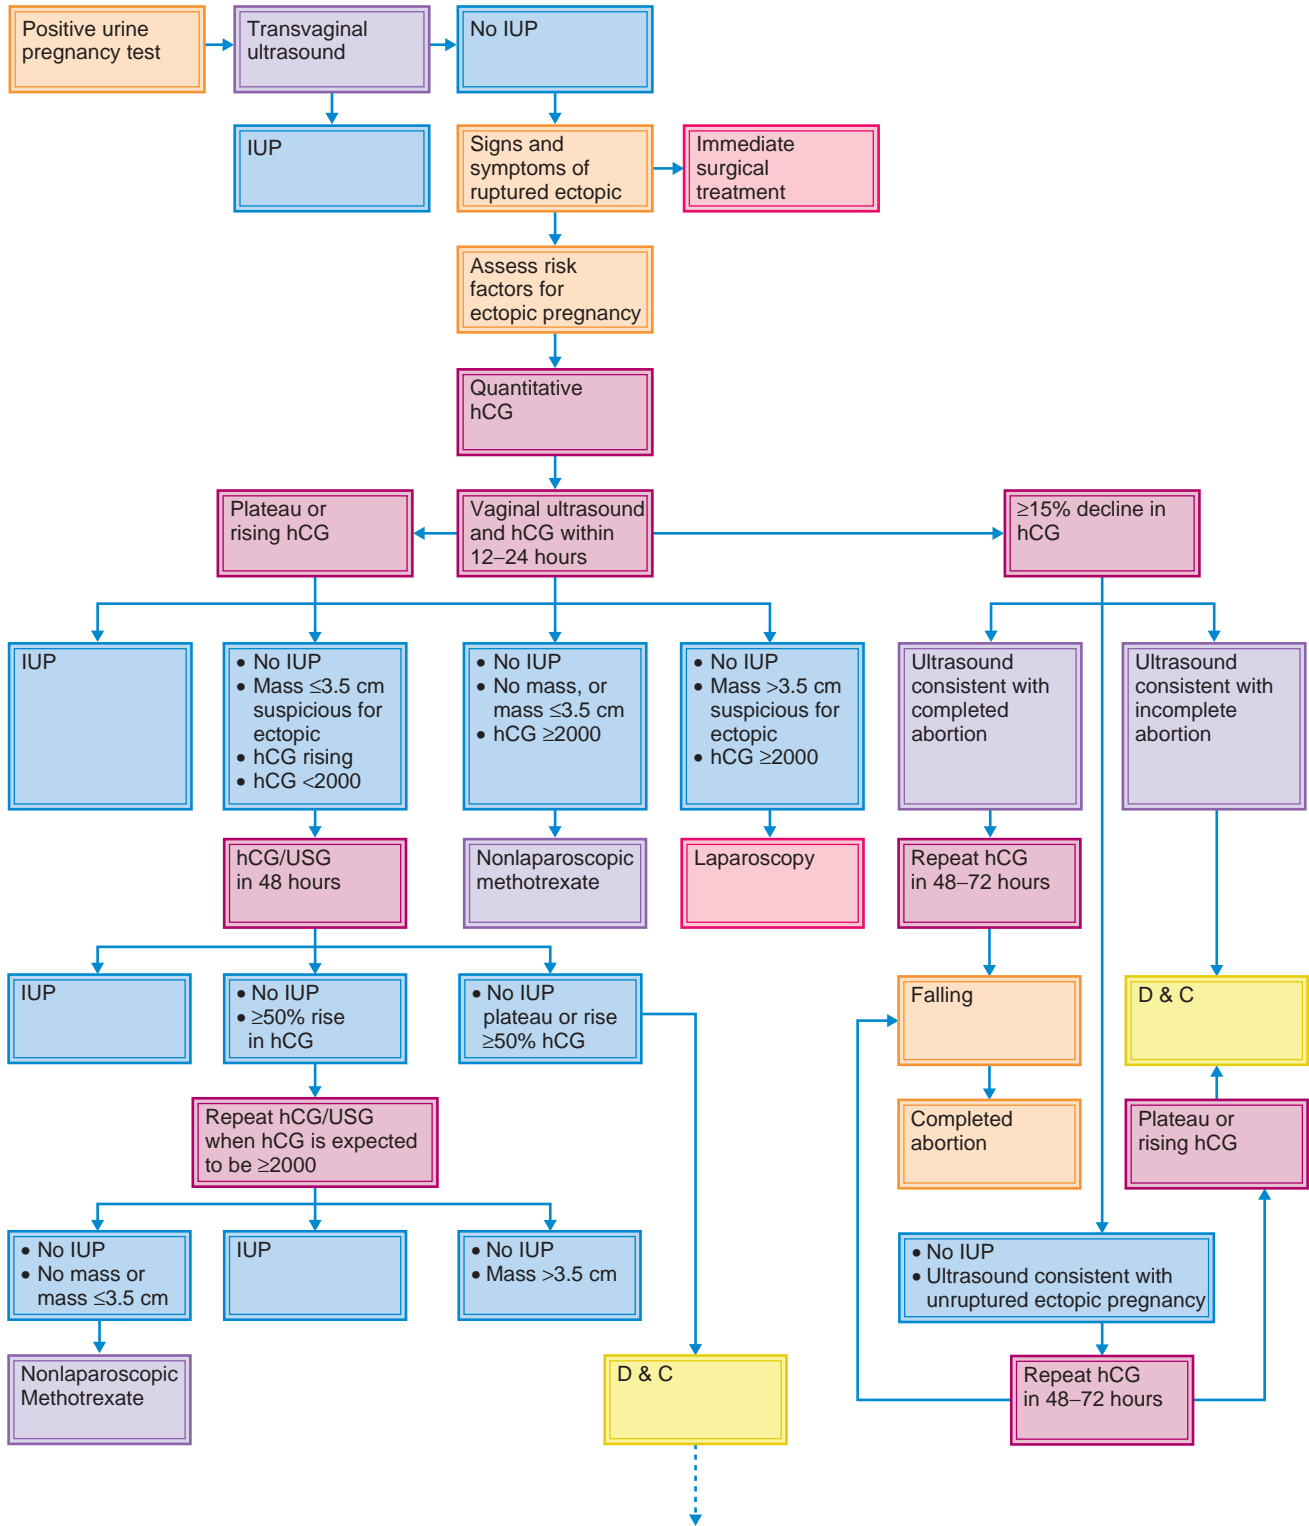 Positive urine
pregnancy test
Transvaginal
ultrasound
No IUP
IUP
Signs and
symptoms of
ruptured ectopic
Immediate
surgical
treatment
Assess risk
factors for
ectopic pregnancy
Quantitative
hCG
Plateau or
rising hCG
Vaginal ultrasound
and hCG within
12–24 hours
≥15% decline in
hCG
IUP
• No IUP
• Mass ≤3.5 cm
suspicious for
ectopic
• hCG rising
• hCG <2000
• No IUP
• No mass, or
mass ≤3.5 cm
• hCG ≥2000
• No IUP
• Mass >3.5 cm
suspicious for
ectopic
• hCG ≥2000
Ultrasound
consistent with
completed
abortion
Ultrasound
consistent with
incomplete
abortion
hCG/USG
in 48 hours
Nonlaparoscopic
methotrexate
Laparoscopy
Repeat hCG
in 48–72 hours
IUP
• No IUP
• ≥50% rise
in hCG
• No IUP
plateau or rise
≥50% hCG
Falling
D & C
Repeat hCG/USG
when hCG is expected
to be ≥2000
Completed
abortion
Plateau or
rising hCG
• No IUP
• No mass or
mass ≤3.5 cm
IUP
• No IUP
• Mass >3.5 cm
• No IUP
• Ultrasound consistent with
unruptured ectopic pregnancy
Nonlaparoscopic
Methotrexate
D & C
Repeat hCG
in 48–72 hours